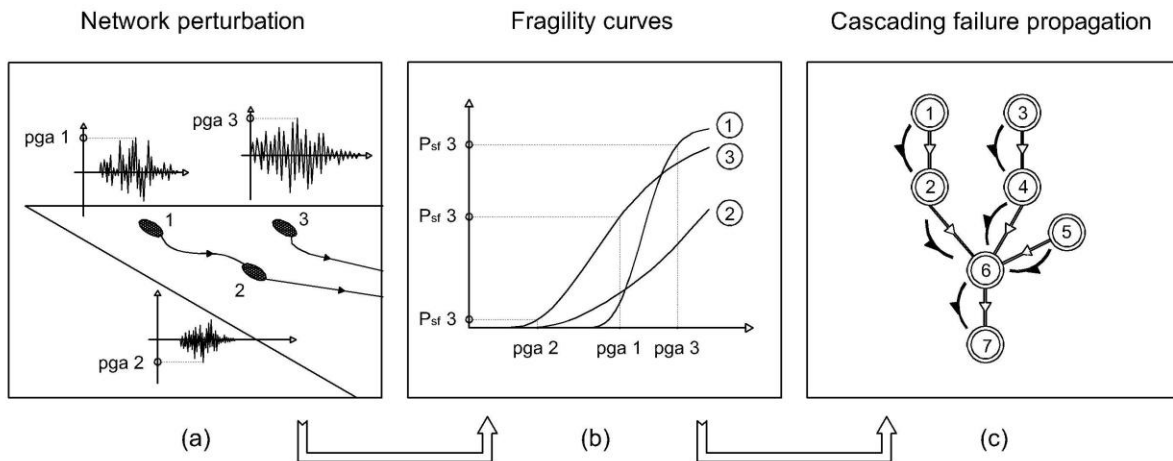 Network perturbation
Fragility curves
Cascading failure propagation
pga 1
pga 3
1
3
2
pga 2
Psf 3
Psf 3
Psf 3
1
3
2
pga 2
pga 1
pga 3
1
3
2
4
5
6
7
(a)
(b)
(c)